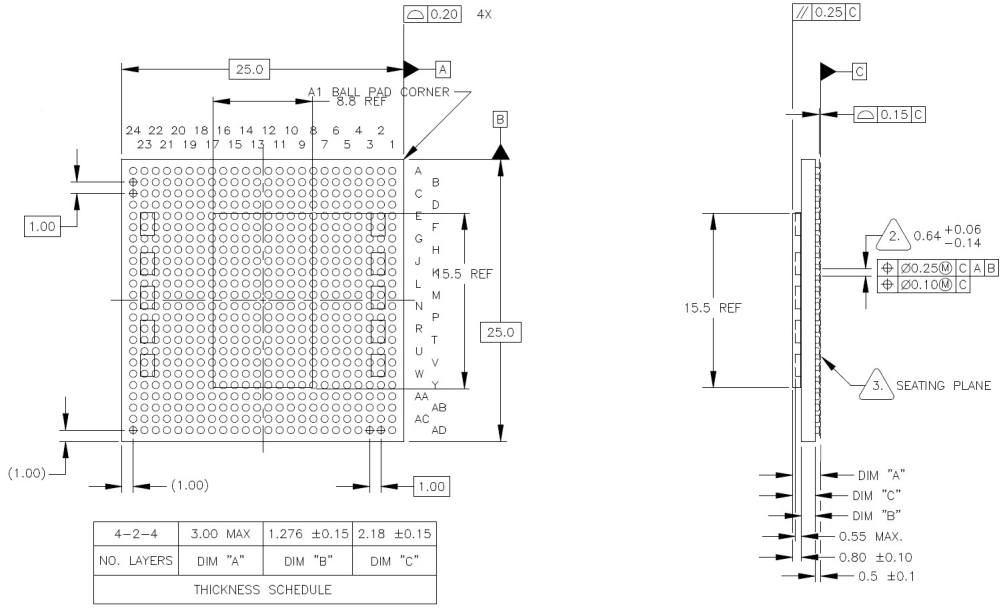 ⌓ 0.20 4X
25.0 A
A1 BALL PAD CORNER
8.8 REF
B
24 22 20 18 16 14 12 10 8 6 4 2
23 21 19 17 15 13 11 9 7 5 3 1
A
B
C
D
E
F
G
H
J
K
L
M
N
P
R
T
U
V
W
Y
AA
AB
AC
AD
1.00
15.5 REF
25.0
(1.00)
(1.00)
1.00
4-2-4 3.00 MAX 1.276 ±0.15 2.18 ±0.15
NO. LAYERS DIM "A" DIM "B" DIM "C"
THICKNESS SCHEDULE
// 0.25 C
C
⌓ 0.15 C
2. 0.64 +0.06 -0.14
⌖ Ø0.25Ⓜ C A B
⌖ Ø0.10Ⓜ C
15.5 REF
3. SEATING PLANE
DIM "A"
DIM "C"
DIM "B"
0.55 MAX.
0.80 ±0.10
0.5 ±0.1